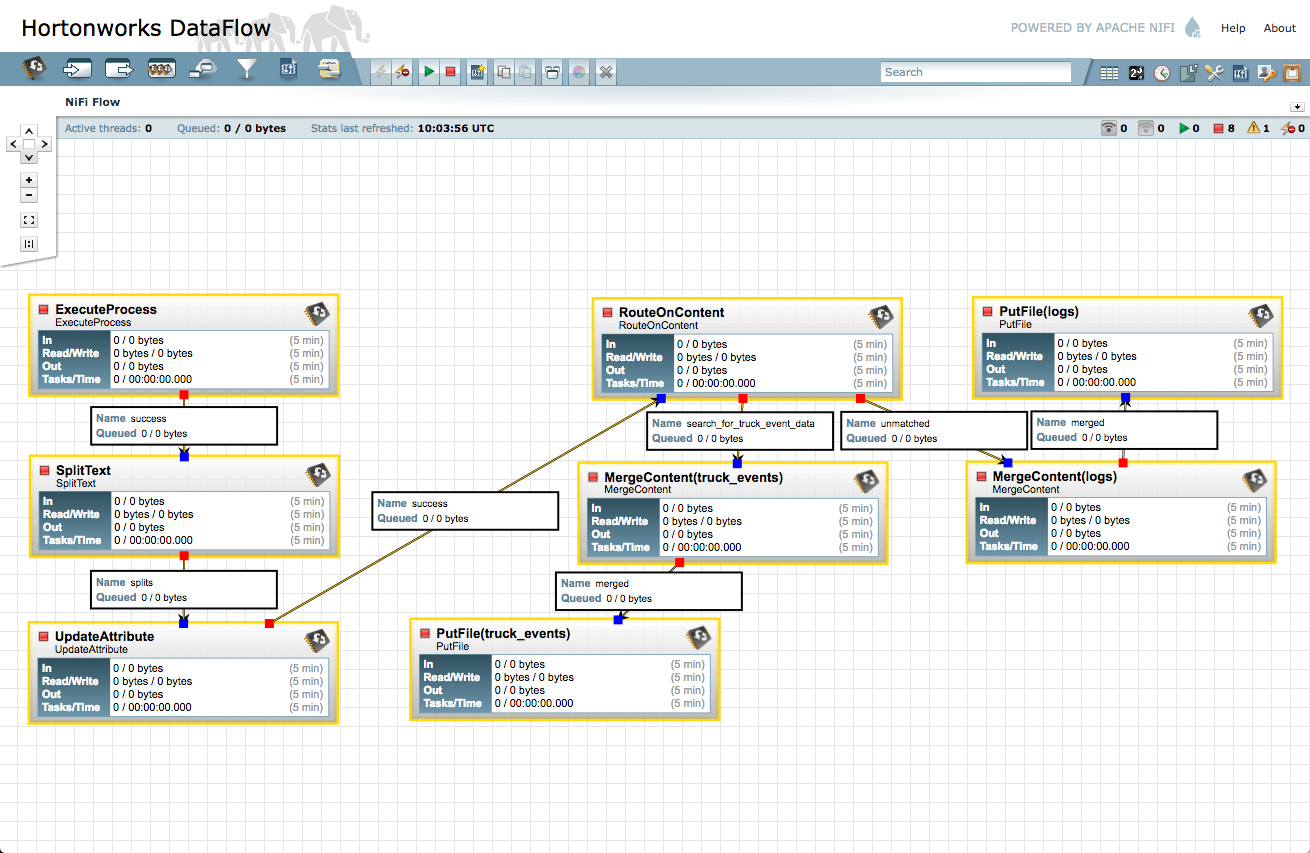 Hortonworks DataFlow
POWERED BY APACHE NIFI
Help
About
Search
NiFi Flow
Active threads: 0 Queued: 0 / 0 bytes Stats last refreshed: 10:03:56 UTC
0 0 0 8 1 0
ExecuteProcess
ExecuteProcess
In 0 / 0 bytes (5 min)
Read/Write 0 bytes / 0 bytes (5 min)
Out 0 / 0 bytes (5 min)
Tasks/Time 0 / 00:00:00.000 (5 min)
Name success
Queued 0 / 0 bytes
SplitText
SplitText
In 0 / 0 bytes (5 min)
Read/Write 0 bytes / 0 bytes (5 min)
Out 0 / 0 bytes (5 min)
Tasks/Time 0 / 00:00:00.000 (5 min)
Name splits
Queued 0 / 0 bytes
UpdateAttribute
UpdateAttribute
In 0 / 0 bytes (5 min)
Read/Write 0 bytes / 0 bytes (5 min)
Out 0 / 0 bytes (5 min)
Tasks/Time 0 / 00:00:00.000 (5 min)
Name success
Queued 0 / 0 bytes
RouteOnContent
RouteOnContent
In 0 / 0 bytes (5 min)
Read/Write 0 bytes / 0 bytes (5 min)
Out 0 / 0 bytes (5 min)
Tasks/Time 0 / 00:00:00.000 (5 min)
Name search_for_truck_event_data
Queued 0 / 0 bytes
MergeContent(truck_events)
MergeContent
In 0 / 0 bytes (5 min)
Read/Write 0 bytes / 0 bytes (5 min)
Out 0 / 0 bytes (5 min)
Tasks/Time 0 / 00:00:00.000 (5 min)
Name merged
Queued 0 / 0 bytes
PutFile(truck_events)
PutFile
In 0 / 0 bytes (5 min)
Read/Write 0 bytes / 0 bytes (5 min)
Out 0 / 0 bytes (5 min)
Tasks/Time 0 / 00:00:00.000 (5 min)
Name unmatched
Queued 0 / 0 bytes
PutFile(logs)
PutFile
In 0 / 0 bytes (5 min)
Read/Write 0 bytes / 0 bytes (5 min)
Out 0 / 0 bytes (5 min)
Tasks/Time 0 / 00:00:00.000 (5 min)
Name merged
Queued 0 / 0 bytes
MergeContent(logs)
MergeContent
In 0 / 0 bytes (5 min)
Read/Write 0 bytes / 0 bytes (5 min)
Out 0 / 0 bytes (5 min)
Tasks/Time 0 / 00:00:00.000 (5 min)